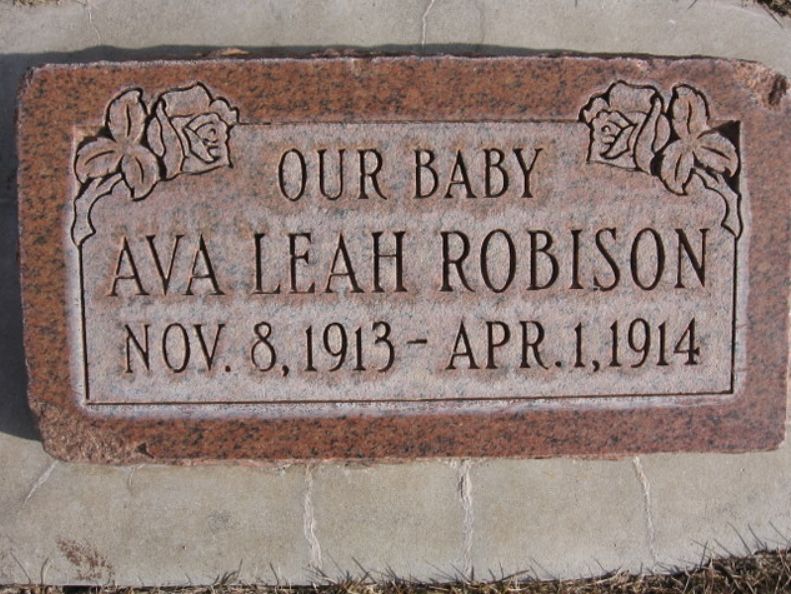 OUR BABY
AVA LEAH ROBISON
NOV. 8, 1913 - APR. 1, 1914